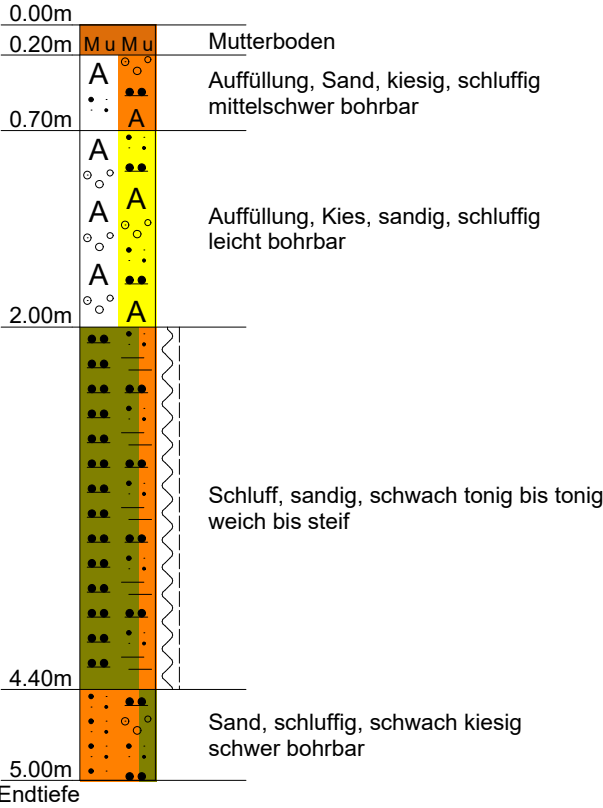 0.00m
0.20m Mu Mu Mutterboden
A
Auffüllung, Sand, kiesig, schluffig
mittelschwer bohrbar
0.70m A
A
A
Auffüllung, Kies, sandig, schluffig
A
leicht bohrbar
A
2.00m A
Schluff, sandig, schwach tonig bis tonig
weich bis steif
4.40m
Sand, schluffig, schwach kiesig
schwer bohrbar
5.00m
Endtiefe